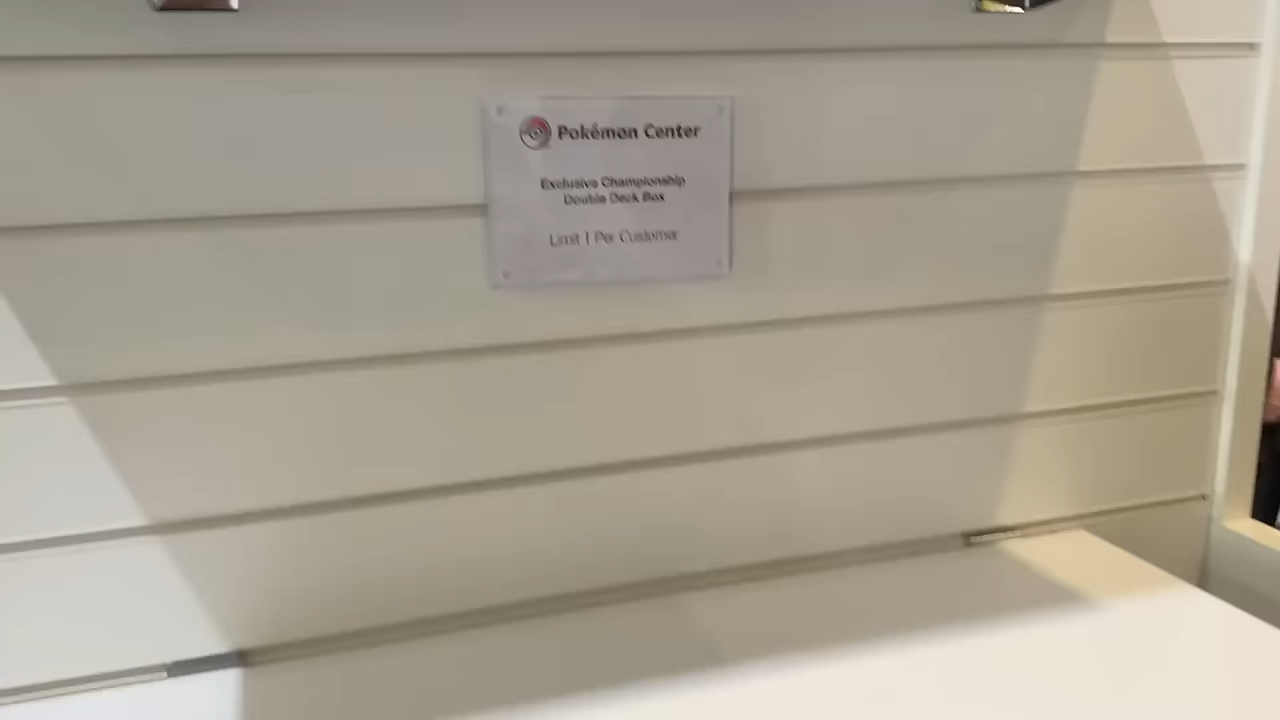 Pokémon Center
Exclusive Championship
Double Deck Box
Limit 1 Per Customer